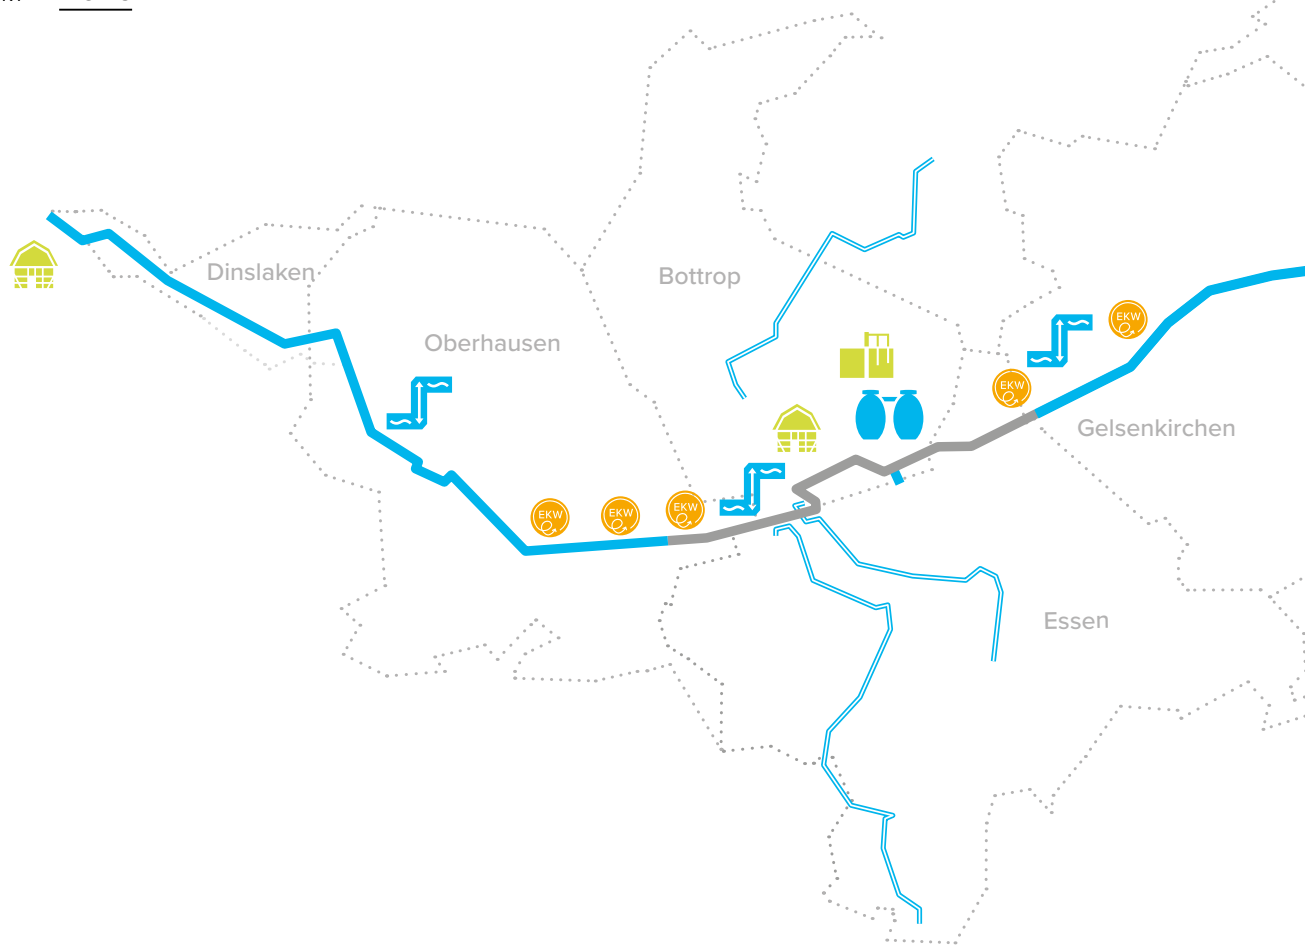 Dinslaken
Bottrop
EKW
Oberhausen
EKW
Gelsenkirchen
EKW
EKW
EKW
Essen